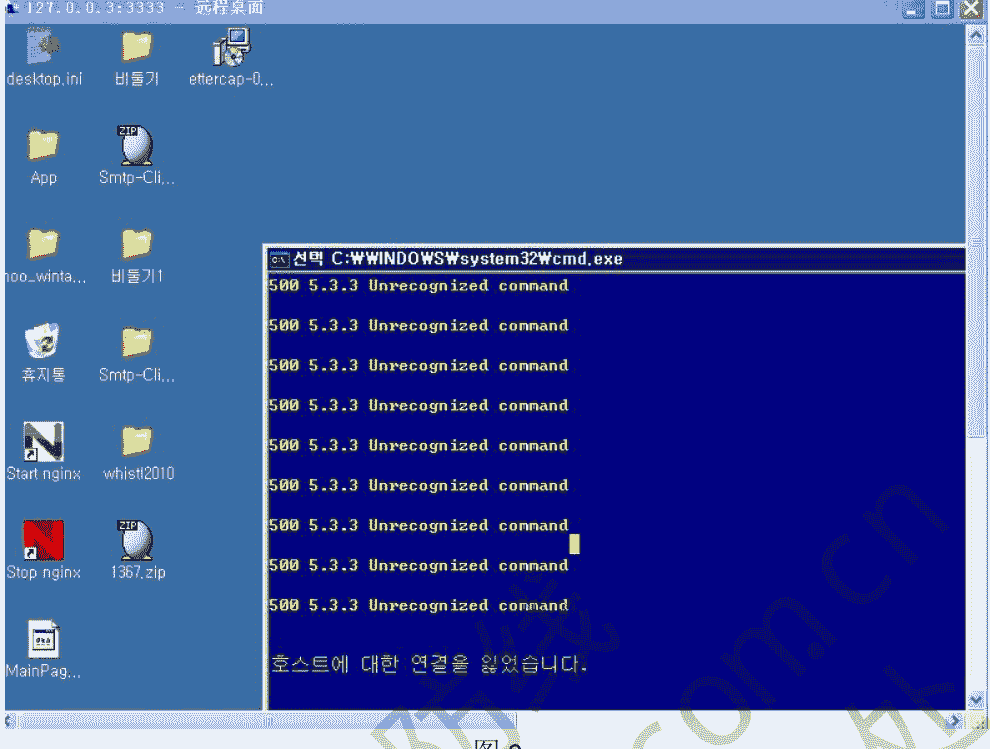 127.0.0.3:3333 - 远程桌面
desktop.ini
비둘기
ettercap-0...
App
Smtp-Cli...
hoo_winta...
비둘기1
휴지통
Smtp-Cli...
Start nginx
whistl2010
Stop nginx
1367.zip
MainPag...
선택 C:₩WINDOWS₩system32₩cmd.exe
500 5.3.3 Unrecognized command
500 5.3.3 Unrecognized command
500 5.3.3 Unrecognized command
500 5.3.3 Unrecognized command
500 5.3.3 Unrecognized command
500 5.3.3 Unrecognized command
500 5.3.3 Unrecognized command
500 5.3.3 Unrecognized command
500 5.3.3 Unrecognized command
호스트에 대한 연결을 잃었습니다.
com.cn